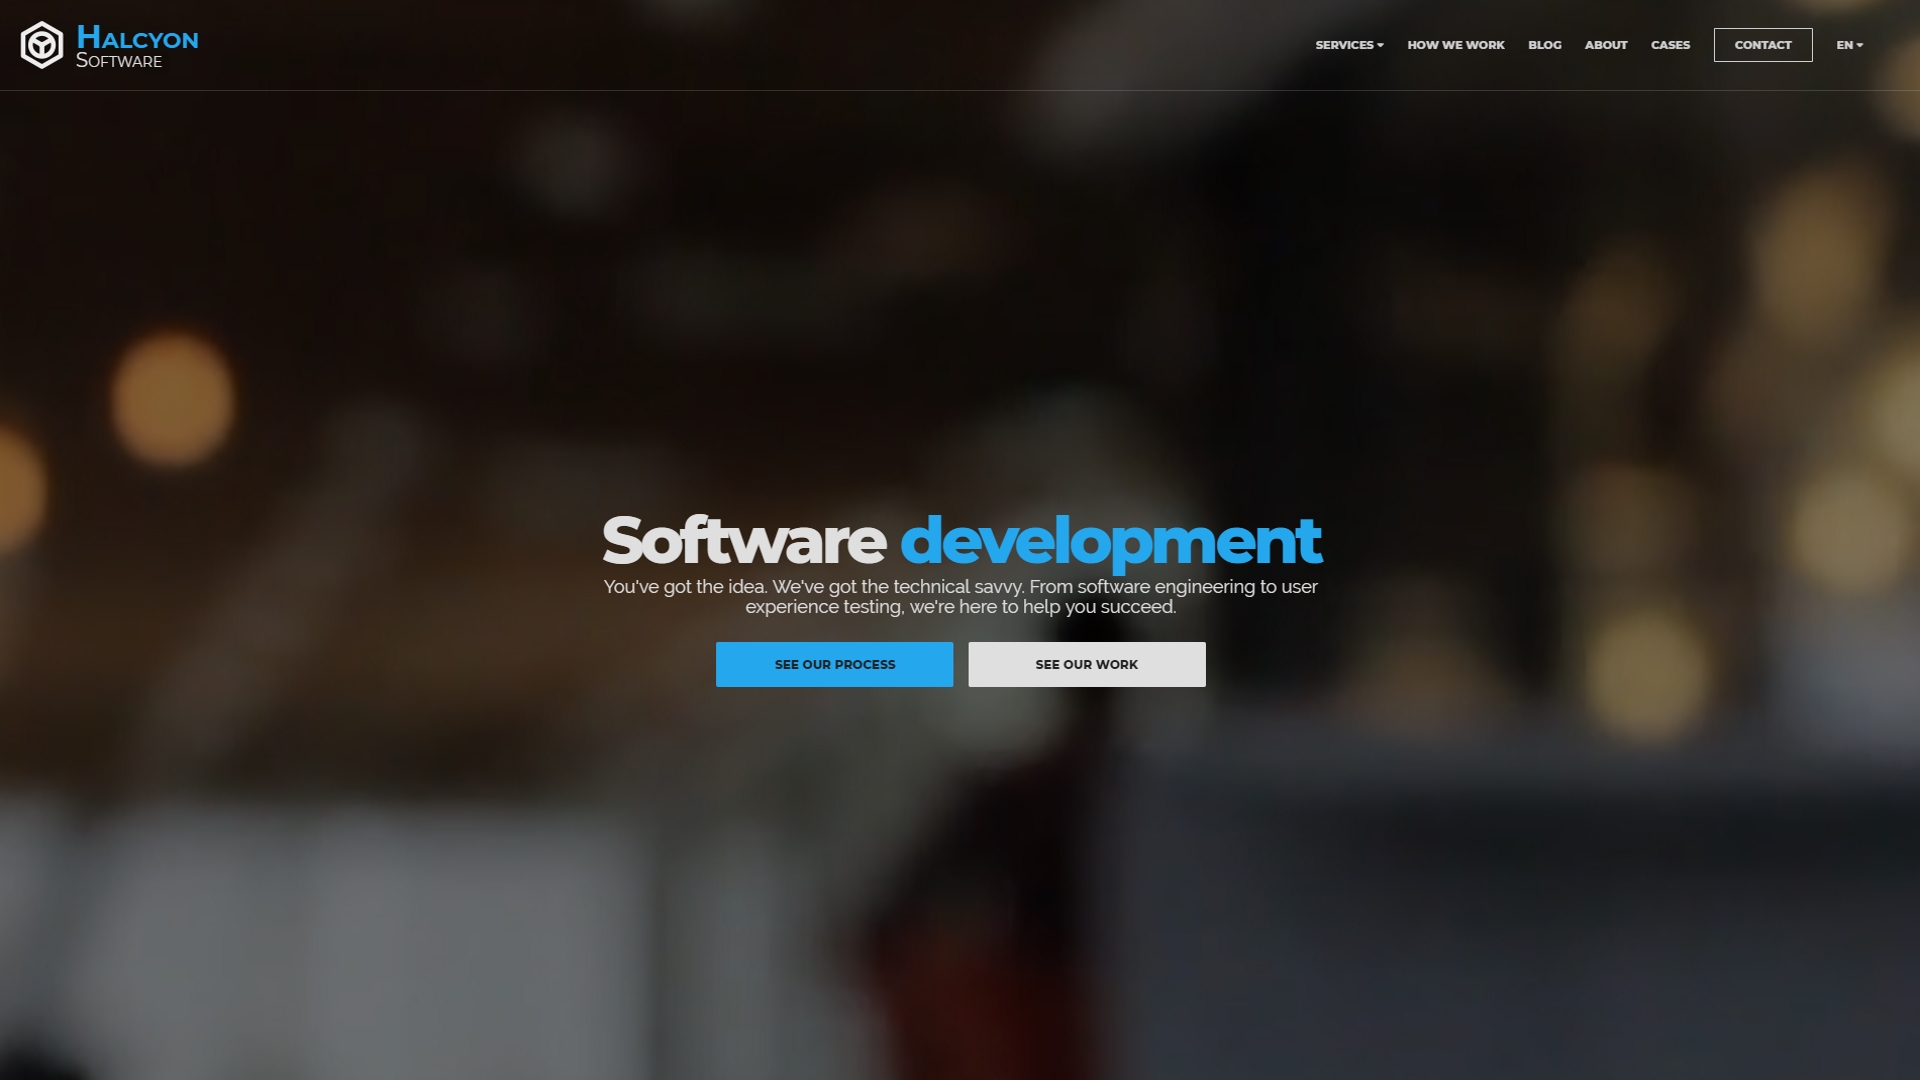 HALCYON
SOFTWARE
SERVICES
HOW WE WORK
BLOG
ABOUT
CASES
CONTACT
EN
Software development
You've got the idea. We've got the technical savvy. From software engineering to user
experience testing, we're here to help you succeed.
SEE OUR PROCESS
SEE OUR WORK